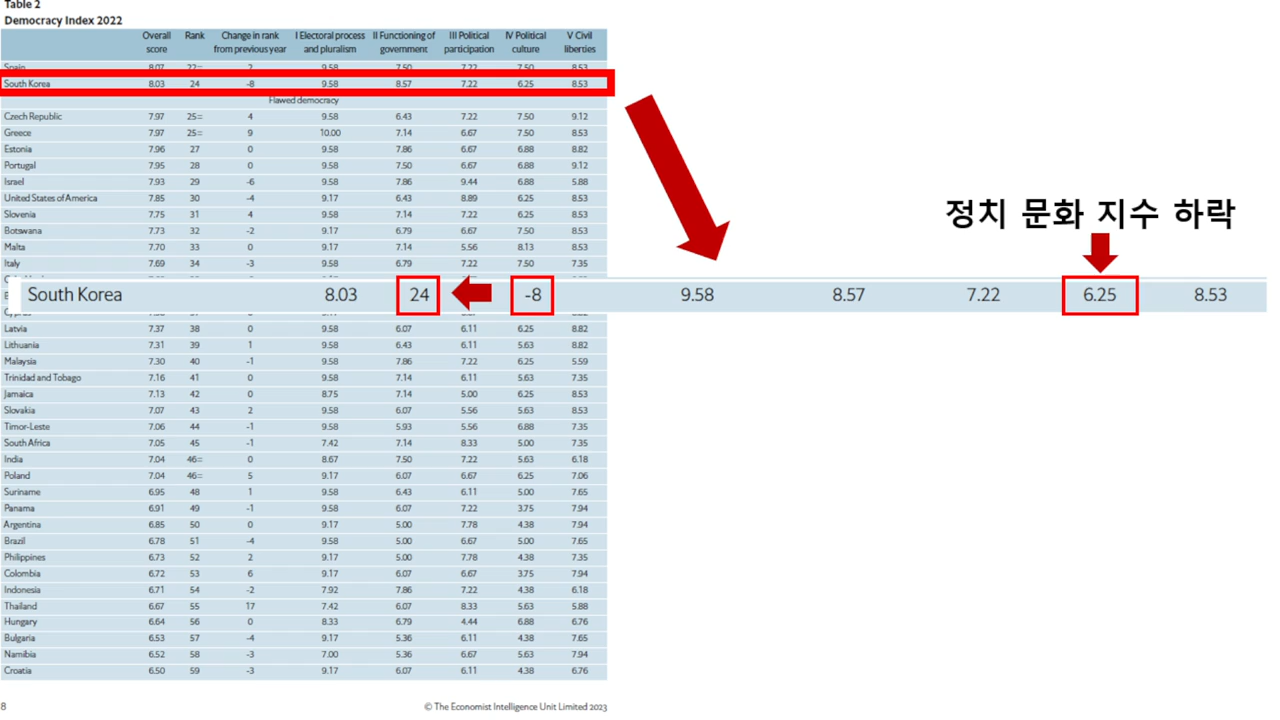 Table 2
Democracy Index 2022
Overall score Rank Change in rank from previous year I Electoral process and pluralism II Functioning of government III Political participation IV Political culture V Civil liberties
Spain 8.07 22= 2 9.58 7.50 7.22 7.50 8.53
South Korea 8.03 24 -8 9.58 8.57 7.22 6.25 8.53
Flawed democracy
Czech Republic 7.97 25= 4 9.58 6.43 7.22 7.50 9.12
Greece 7.97 25= 9 10.00 7.14 6.67 7.50 8.53
Estonia 7.96 27 0 9.58 7.86 6.67 6.88 8.82
Portugal 7.95 28 0 9.58 7.50 6.67 6.88 9.12
Israel 7.93 29 -6 9.58 7.86 9.44 6.88 5.88
United States of America 7.85 30 -4 9.17 6.43 8.89 6.25 8.53
Slovenia 7.75 31 4 9.58 7.14 7.22 6.25 8.53
정치 문화 지수 하락
Botswana 7.73 32 -2 9.17 6.79 6.67 7.50 8.53
Malta 7.70 33 0 9.17 7.14 5.56 8.13 8.53
Italy 7.69 34 -3 9.58 6.79 7.22 7.50 7.35
South Korea 8.03 24 -8 9.58 8.57 7.22 6.25 8.53
Latvia 7.37 38 0 9.58 6.07 6.11 6.25 8.82
Lithuania 7.31 39 1 9.58 6.43 6.11 5.63 8.82
Malaysia 7.30 40 -1 9.58 7.86 7.22 6.25 5.59
Trinidad and Tobago 7.16 41 0 9.58 7.14 6.11 5.63 7.35
Jamaica 7.13 42 0 8.75 7.14 5.00 6.25 8.53
Slovakia 7.07 43 2 9.58 6.07 5.56 5.63 8.53
Timor-Leste 7.06 44 -1 9.58 5.93 5.56 6.88 7.35
South Africa 7.05 45 -1 7.42 7.14 8.33 5.00 7.35
India 7.04 46= 0 8.67 7.50 7.22 5.63 6.18
Poland 7.04 46= 5 9.17 6.07 6.67 6.25 7.06
Suriname 6.95 48 1 9.58 6.43 6.11 5.00 7.65
Panama 6.91 49 -1 9.58 6.07 7.22 3.75 7.94
Argentina 6.85 50 0 9.17 5.00 7.78 4.38 7.94
Brazil 6.78 51 -4 9.58 5.00 6.67 5.00 7.65
Philippines 6.73 52 2 9.17 5.00 7.78 4.38 7.35
Colombia 6.72 53 6 9.17 6.07 6.67 3.75 7.94
Indonesia 6.71 54 -2 7.92 7.86 7.22 4.38 6.18
Thailand 6.67 55 17 7.42 6.07 8.33 5.63 5.88
Hungary 6.64 56 0 8.33 6.79 4.44 6.88 6.76
Bulgaria 6.53 57 -4 9.17 5.36 6.11 4.38 7.65
Namibia 6.52 58 -3 7.00 5.36 6.67 5.63 7.94
Croatia 6.50 59 -3 9.17 6.07 6.11 4.38 6.76
8 © The Economist Intelligence Unit Limited 2023